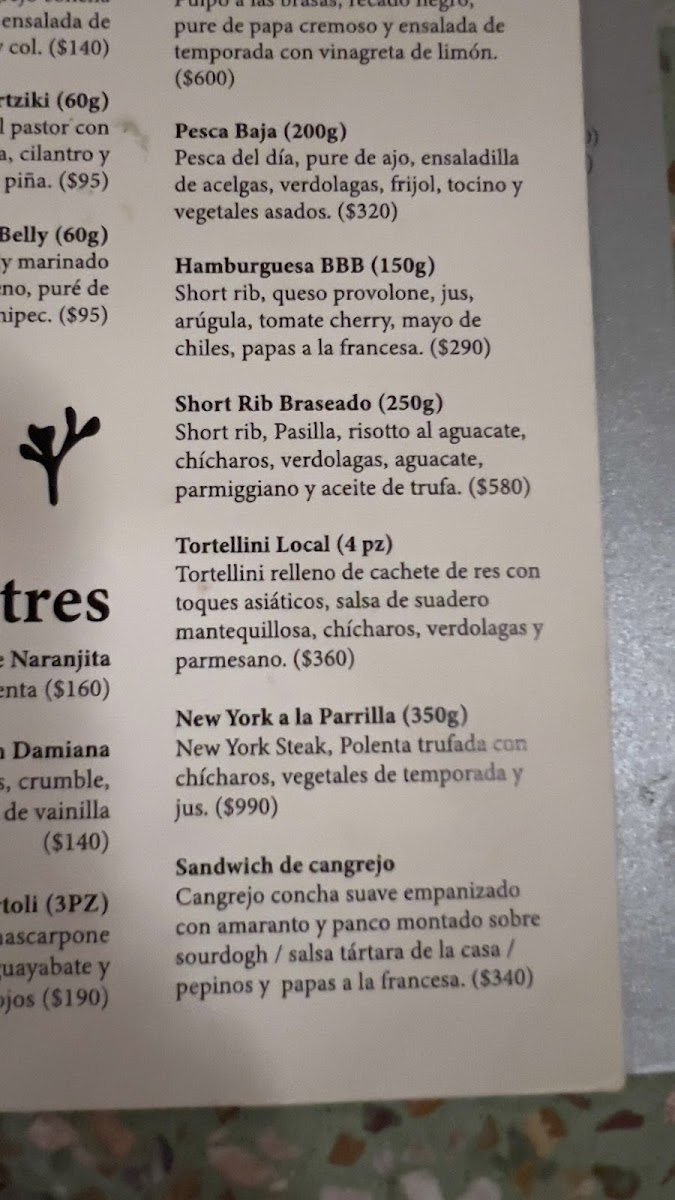 ensalada de
col. ($140)
(60g)
pastor con
cilantro y
piña. ($95)
Belly (60g)
y marinado
puré de
($95)
Naranjita
($160)
Damiana
crumble,
de vainilla
($140)
(3PZ)
y
($190)
Pulpo a las brasas, recado negro,
pure de papa cremoso y ensalada de
temporada con vinagreta de limón.
($600)
Pesca Baja (200g)
Pesca del día, pure de ajo, ensaladilla
de acelgas, verdolagas, frijol, tocino y
vegetales asados. ($320)
Hamburguesa BBB (150g)
Short rib, queso provolone, jus,
arúgula, tomate cherry, mayo de
chiles, papas a la francesa. ($290)
Short Rib Braseado (250g)
Short rib, Pasilla, risotto al aguacate,
chícharos, verdolagas, aguacate,
parmiggiano y aceite de trufa. ($580)
Tortellini Local (4 pz)
Tortellini relleno de cachete de res con
toques asiáticos, salsa de suadero
mantequillosa, chícharos, verdolagas y
parmesano. ($360)
New York a la Parrilla (350g)
New York Steak, Polenta trufada con
chícharos, vegetales de temporada y
jus. ($990)
Sandwich de cangrejo
Cangrejo concha suave empanizado
con amaranto y panco montado sobre
sourdogh / salsa tártara de la casa /
pepinos y papas a la francesa. ($340)